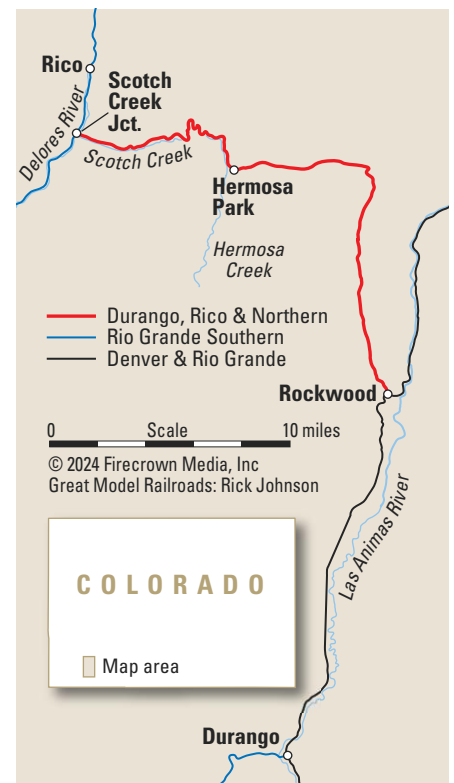 Rico
Scotch
Creek
Jct.
Delores River
Scotch Creek
Hermosa
Park
Hermosa
Creek
Durango, Rico & Northern
Rio Grande Southern
Denver & Rio Grande
Rockwood
0 Scale 10 miles
© 2024 Firecrown Media, Inc
Great Model Railroads: Rick Johnson
Las Animas River
COLORADO
Map area
Durango